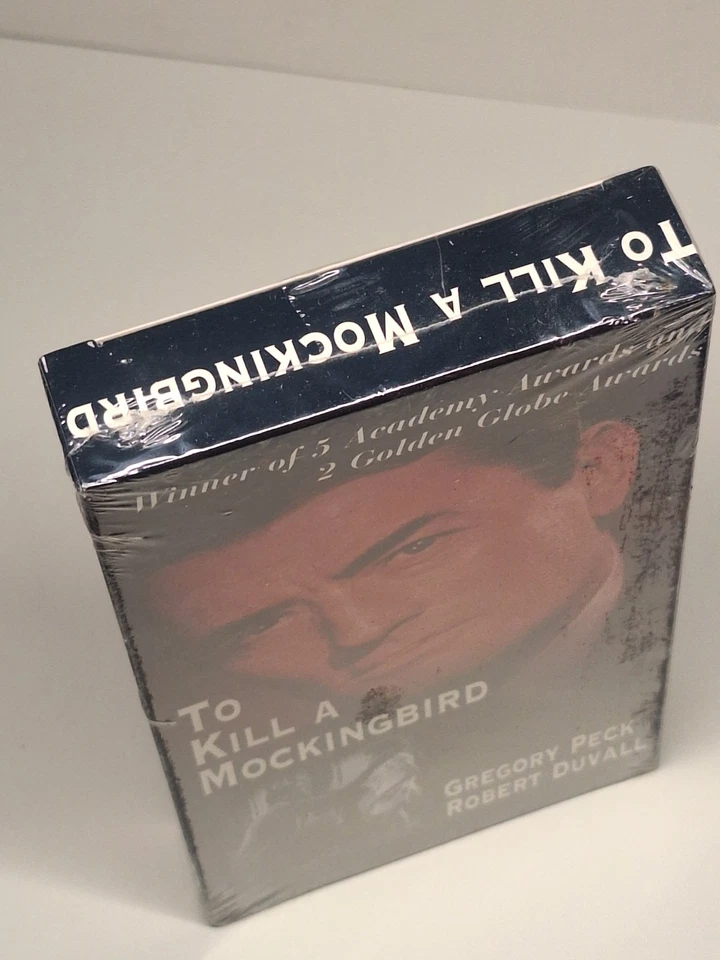 To Kill a Mockingbird
Winner of 5 Academy Awards and
2 Golden Globe Awards
To
Kill a
Mockingbird
Gregory Peck
Robert Duvall